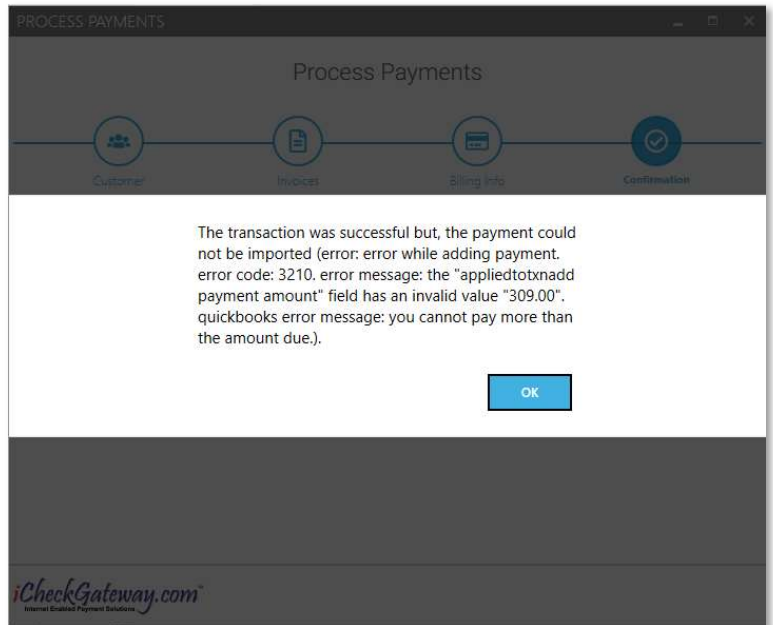 PROCESS PAYMENTS
Process Payments
Customer
Invoices
Billing Info
Confirmation
The transaction was successful but, the payment could
not be imported (error: error while adding payment.
error code: 3210. error message: the "appliedtotxnadd
payment amount" field has an invalid value "309.00".
quickbooks error message: you cannot pay more than
the amount due.).
OK
iCheckGateway.com
Internet Enabled Payment Solutions